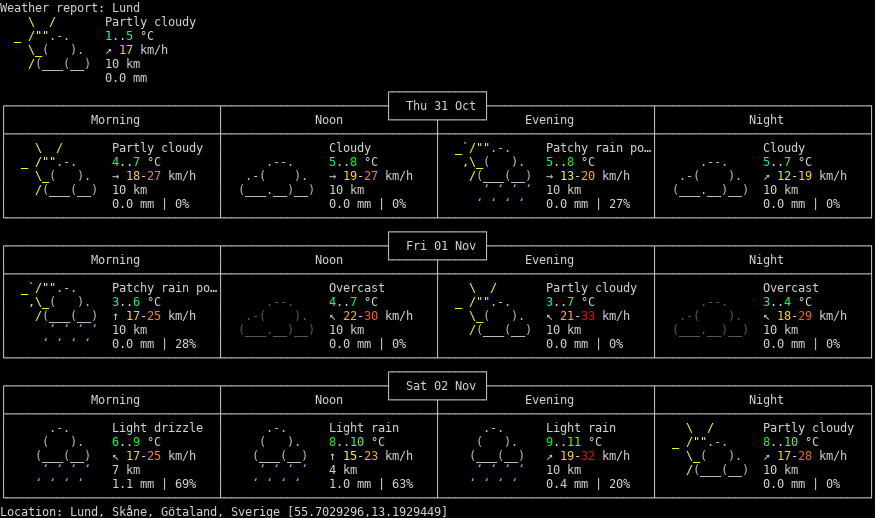 Weather report: Lund
Partly cloudy
1..5 °C
↗ 17 km/h
10 km
0.0 mm
Thu 31 Oct
Morning Noon Evening Night
Partly cloudy Cloudy Patchy rain po… Cloudy
4..7 °C 5..8 °C 5..8 °C 5..7 °C
→ 18-27 km/h → 19-27 km/h → 13-20 km/h ↗ 12-19 km/h
10 km 10 km 10 km 10 km
0.0 mm | 0% 0.0 mm | 0% 0.0 mm | 27% 0.0 mm | 0%
Fri 01 Nov
Morning Noon Evening Night
Patchy rain po… Overcast Partly cloudy Overcast
3..6 °C 4..7 °C 3..7 °C 3..4 °C
↑ 17-25 km/h ↖ 22-30 km/h ↖ 21-33 km/h ↖ 18-29 km/h
10 km 10 km 10 km 10 km
0.0 mm | 28% 0.0 mm | 0% 0.0 mm | 0% 0.0 mm | 0%
Sat 02 Nov
Morning Noon Evening Night
Light drizzle Light rain Light rain Partly cloudy
6..9 °C 8..10 °C 9..11 °C 8..10 °C
↖ 17-25 km/h ↑ 15-23 km/h ↗ 19-32 km/h ↗ 17-28 km/h
7 km 4 km 10 km 10 km
1.1 mm | 69% 1.0 mm | 63% 0.4 mm | 20% 0.0 mm | 0%
Location: Lund, Skåne, Götaland, Sverige [55.7029296,13.1929449]